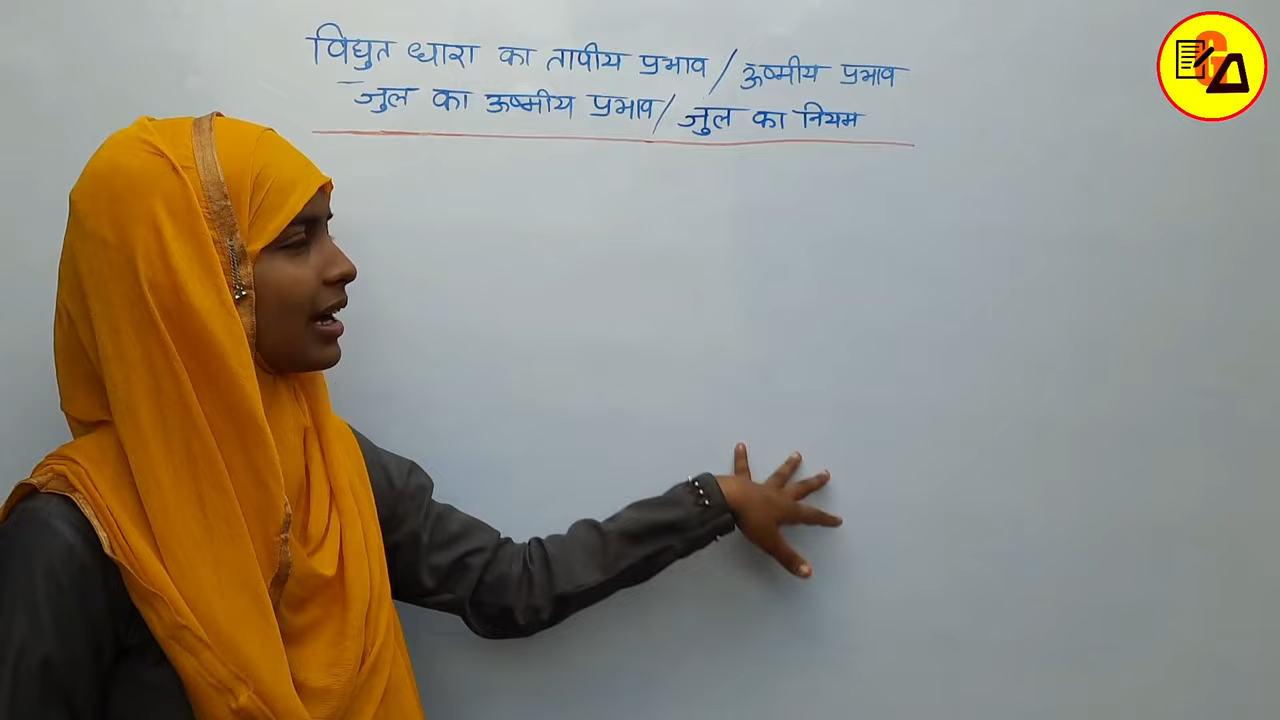 विद्युत धारा का तापीय प्रभाव / ऊष्मीय प्रभाव
जुल का ऊष्मीय प्रभाव / जुल का नियम